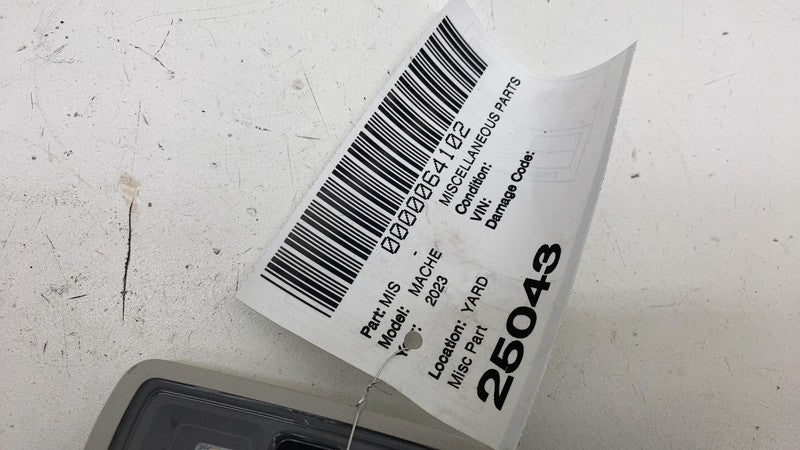 0000064102
Part: MIS - MISCELLANEOUS PARTS
Model: MACHE Condition:
2023 VIN:
Damage Code:
Location: YARD
Misc Part
25043